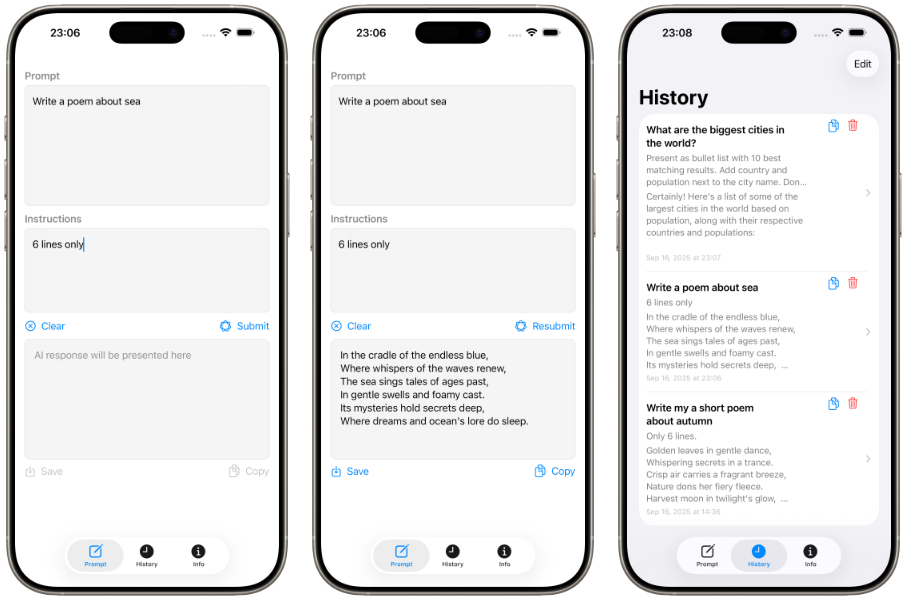 23:06
Prompt
Write a poem about sea
Instructions
6 lines only
Clear
Submit
AI response will be presented here
Save
Copy
Prompt
History
Info
23:06
Prompt
Write a poem about sea
Instructions
6 lines only
Clear
Resubmit
In the cradle of the endless blue,
Where whispers of the waves renew,
The sea sings tales of ages past,
In gentle swells and foamy cast.
Its mysteries hold secrets deep,
Where dreams and ocean's lore do sleep.
Save
Copy
Prompt
History
Info
23:08
Edit
History
What are the biggest cities in
the world?
Present as bullet list with 10 best
matching results. Add country and
population next to the city name. Don...
Certainly! Here's a list of some of the
largest cities in the world based on
population, along with their respective
countries and populations:
Sep 16, 2025 at 23:07
Write a poem about sea
6 lines only
In the cradle of the endless blue,
Where whispers of the waves renew,
The sea sings tales of ages past,
In gentle swells and foamy cast.
Its mysteries hold secrets deep, ...
Sep 16, 2025 at 23:06
Write my a short poem
about autumn
Only 6 lines.
Golden leaves in gentle dance,
Whispering secrets in a trance.
Crisp air carries a fragrant breeze,
Nature dons her fiery fleece.
Harvest moon in twilight's glow, ...
Sep 16, 2025 at 14:36
Prompt
History
Info